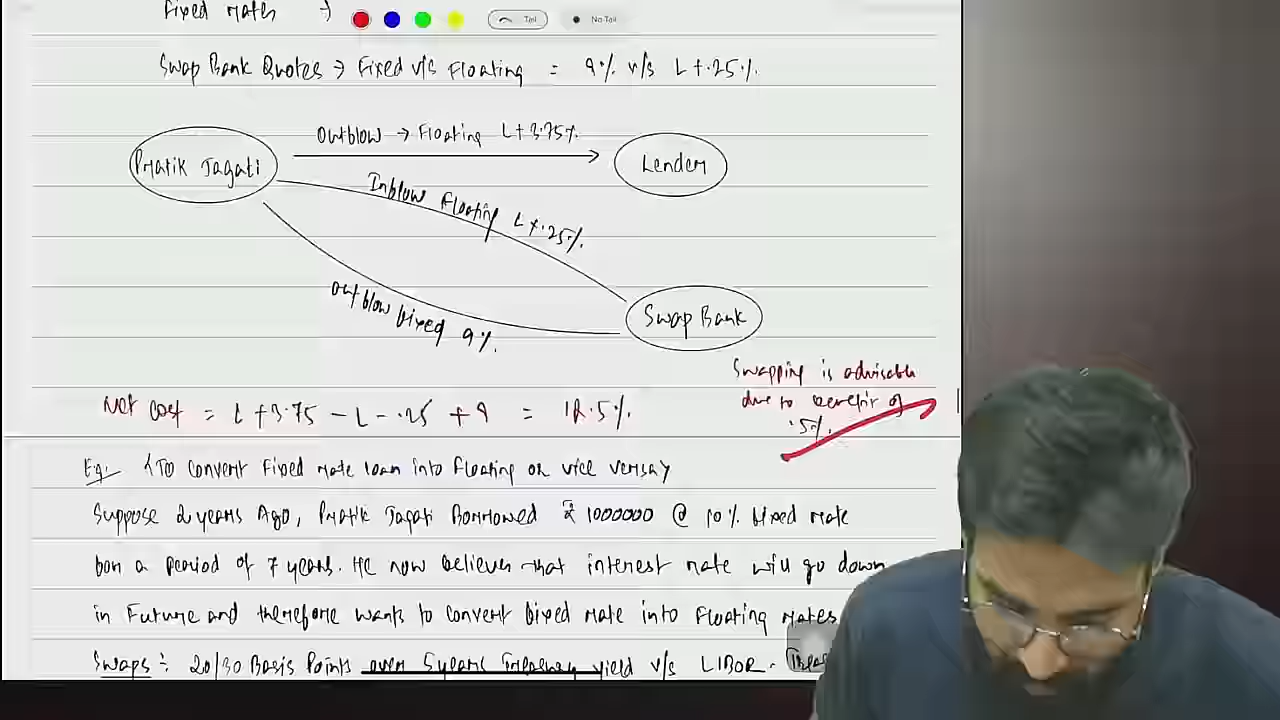 Fixed Rates →
Tail No Tail
Swap Bank Quotes → Fixed v/s Floating = 9% v/s L+.25%
Outflow → Floating L+3.75%
Pratik Jagati
Lender
Inflow Floating L+.25%
Outflow fixed 9%.
Swap Bank
Swapping is advisable
due to benefit of
.5%.
Net Cost = L+3.75 - L - .25 + 9 = 12.5%
Eg:- {To Convert Fixed rate loan into Floating or vice versa}
Suppose 2 years Ago, Pratik Jagati Borrowed ₹ 1000000 @ 10% fixed rate
for a period of 7 years. He now believes that interest rate will go down
in Future and therefore wants to convert fixed rate into Floating Rates
Swaps :- 20/30 Basis Points over 5 years Treasury yield v/s LIBOR.